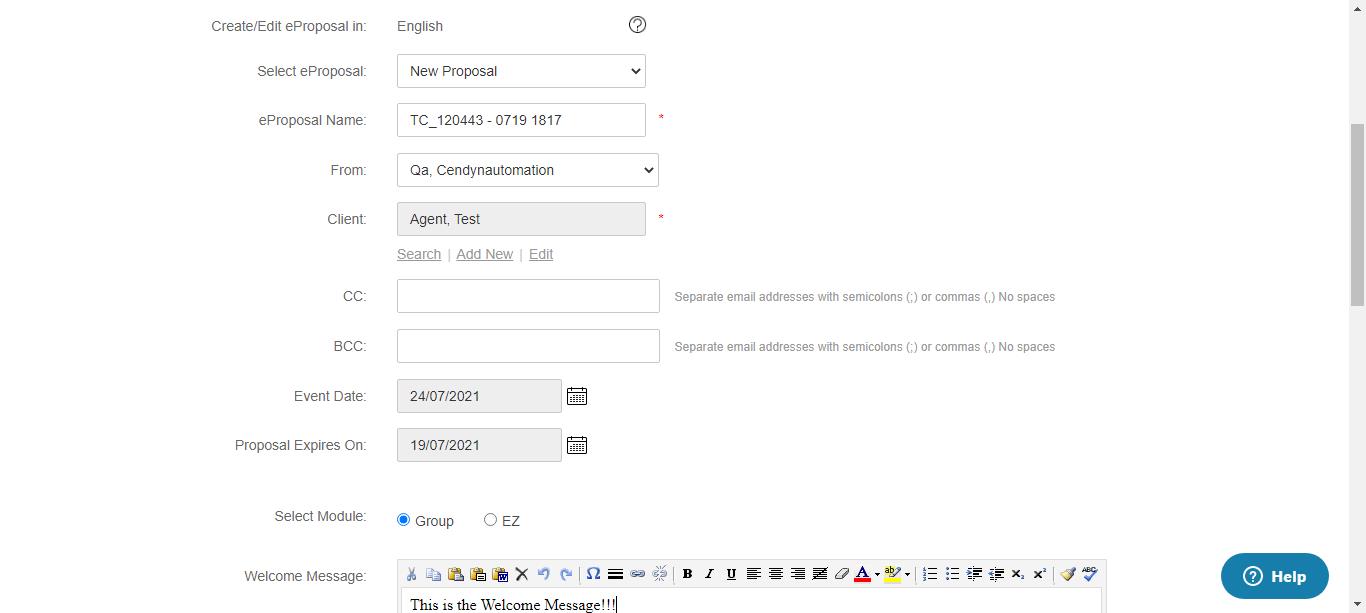 Create/Edit eProposal in: English
Select eProposal: New Proposal
eProposal Name: TC_120443 - 0719 1817 *
From: Qa, Cendynautomation
Client: Agent, Test *
Search | Add New | Edit
CC: Separate email addresses with semicolons (;) or commas (,) No spaces
BCC: Separate email addresses with semicolons (;) or commas (,) No spaces
Event Date: 24/07/2021
Proposal Expires On: 19/07/2021
Select Module: Group EZ
Welcome Message:
This is the Welcome Message!!!
Help